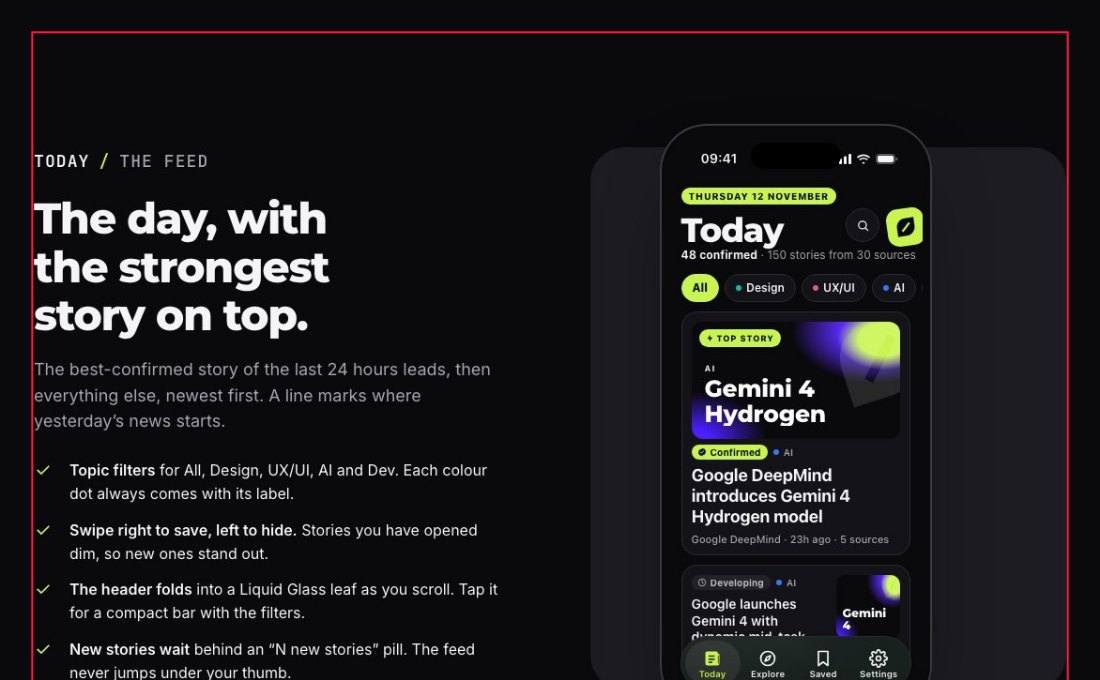 TODAY / THE FEED
The day, with
the strongest
story on top.
The best-confirmed story of the last 24 hours leads, then
everything else, newest first. A line marks where
yesterday’s news starts.
Topic filters for All, Design, UX/UI, AI and Dev. Each colour
dot always comes with its label.
Swipe right to save, left to hide. Stories you have opened
dim, so new ones stand out.
The header folds into a Liquid Glass leaf as you scroll. Tap it
for a compact bar with the filters.
New stories wait behind an “N new stories” pill. The feed
never jumps under your thumb.
09:41
THURSDAY 12 NOVEMBER
Today
48 confirmed · 150 stories from 30 sources
All Design UX/UI AI
TOP STORY
AI
Gemini 4
Hydrogen
Confirmed AI
Google DeepMind
introduces Gemini 4
Hydrogen model
Google DeepMind · 23h ago · 5 sources
Developing AI
Google launches
Gemini 4 with
dynamic mid-task
Gemini
4
Today Explore Saved Settings